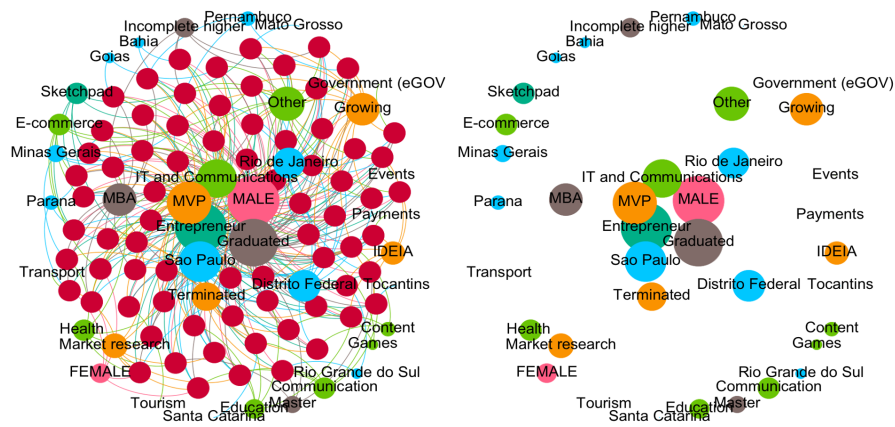 Pernambuco
Incomplete higher
Mato Grosso
Bahia
Goias
Government (eGOV
Sketchpad
Other
Growing
E-commerce
Minas Gerais
Rio de Janeiro
IT and Communications
Events
Parana
MBA
MVP
MALE
Payments
Entrepreneur
Graduated
IDEIA
Sao Paulo
Transport
Distrito Federal
Tocantins
Terminated
Health
Content
Market research
Games
FEMALE
Rio Grande do Sul
Communication
Tourism
Education
Master
Santa Catarina
Pernambuco
Incomplete higher
Mato Grosso
Bahia
Goias
Government (eGOV
Sketchpad
Other
Growing
E-commerce
Minas Gerais
Rio de Janeiro
IT and Communications
Events
Parana
MBA
MVP
MALE
Payments
Entrepreneur
Graduated
IDEIA
Sao Paulo
Transport
Distrito Federal
Tocantins
Terminated
Health
Content
Market research
Games
FEMALE
Rio Grande do Sul
Communication
Tourism
Education
Master
Santa Catarina